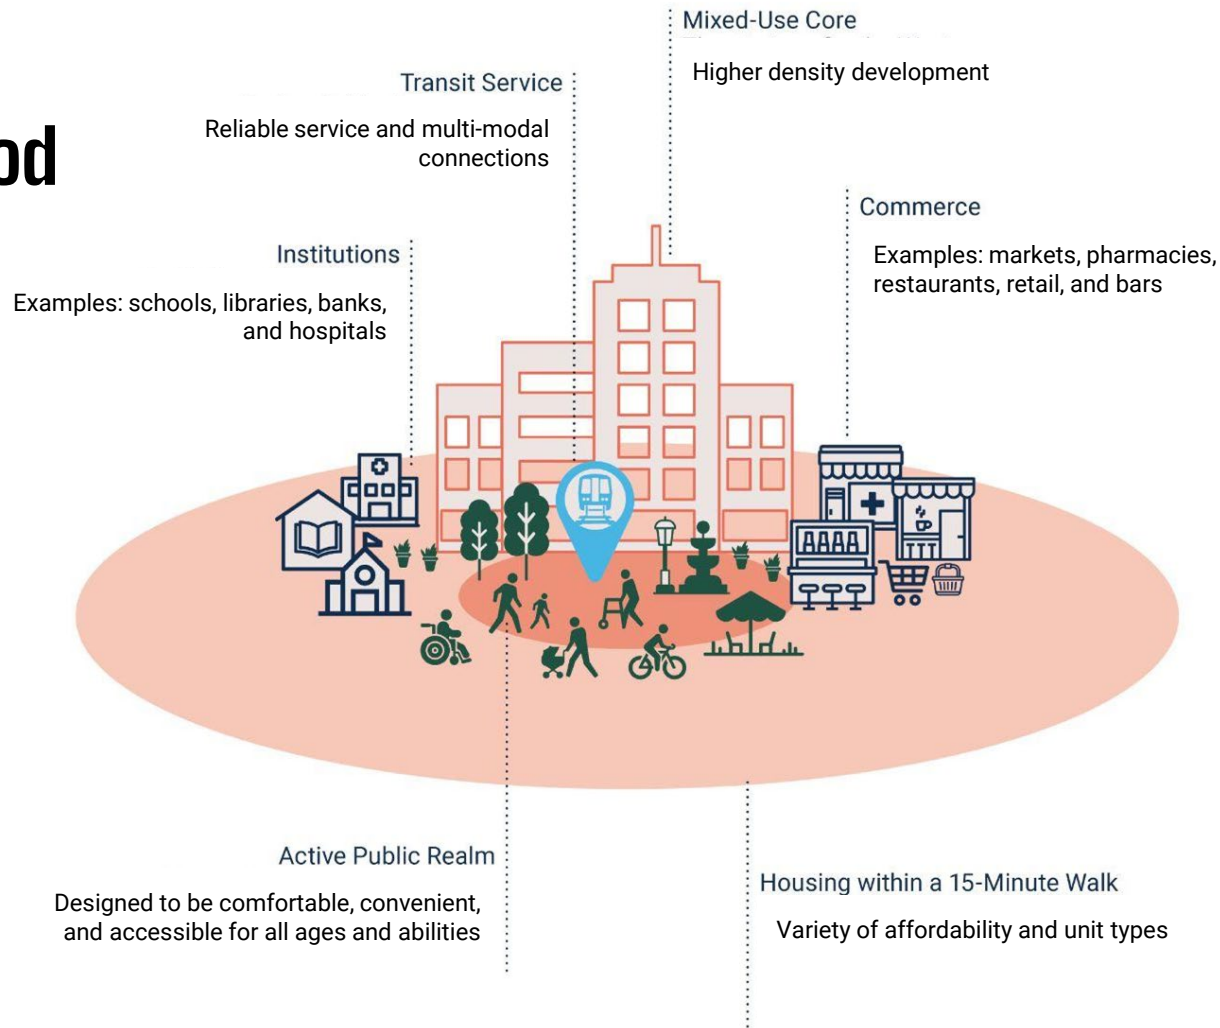 Mixed-Use Core
Higher density development
Transit Service
Reliable service and multi-modal
connections
od
Commerce
Examples: markets, pharmacies,
restaurants, retail, and bars
Institutions
Examples: schools, libraries, banks,
and hospitals
Active Public Realm
Designed to be comfortable, convenient,
and accessible for all ages and abilities
Housing within a 15-Minute Walk
Variety of affordability and unit types